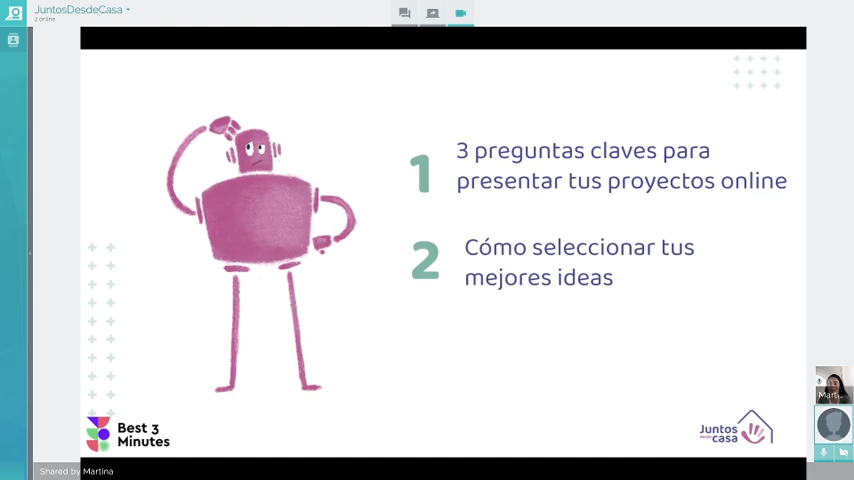 JuntosDesdeCasa
2 online
1
3 preguntas claves para
presentar tus proyectos online
2
Cómo seleccionar tus
mejores ideas
Best 3
Minutes
Juntos
desde
casa
Marti...
Shared by Martina